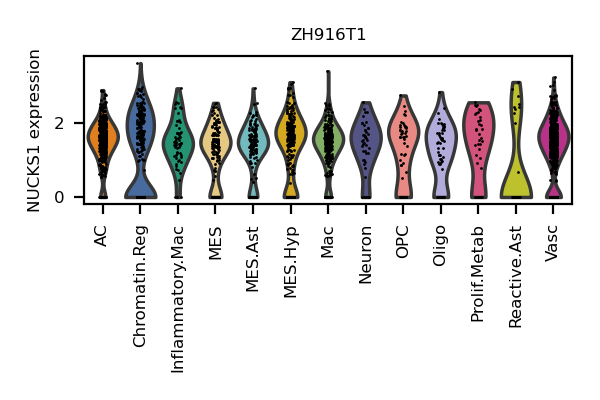 ZH916T1
NUCKS1 expression
2
0
AC
Chromatin.Reg
Inflammatory.Mac
MES
MES.Ast
MES.Hyp
Mac
Neuron
OPC
Oligo
Prolif.Metab
Reactive.Ast
Vasc